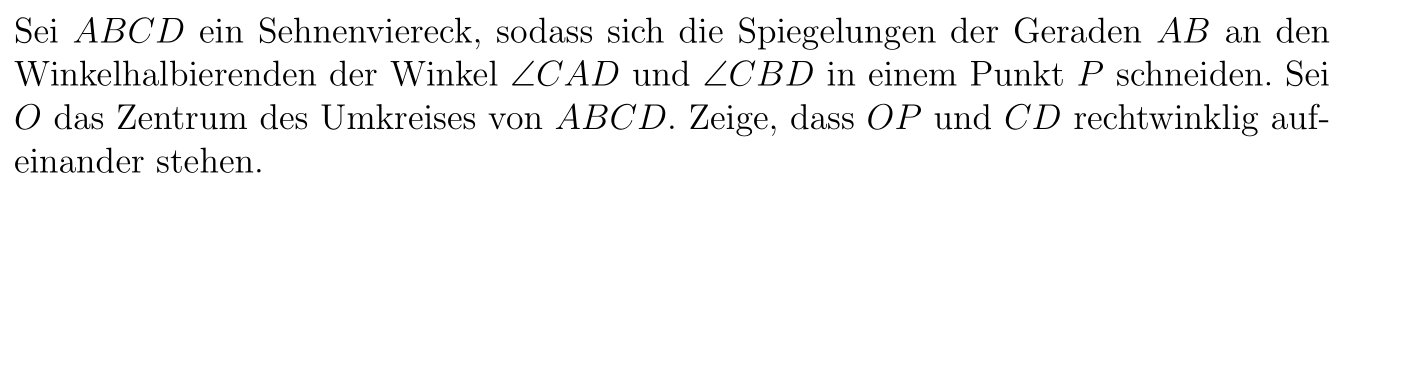 Sei ABCD ein Sehnenviereck, sodass sich die Spiegelungen der Geraden AB an den
Winkelhalbierenden der Winkel ∠CAD und ∠CBD in einem Punkt P schneiden. Sei
O das Zentrum des Umkreises von ABCD. Zeige, dass OP und CD rechtwinklig auf-
einander stehen.